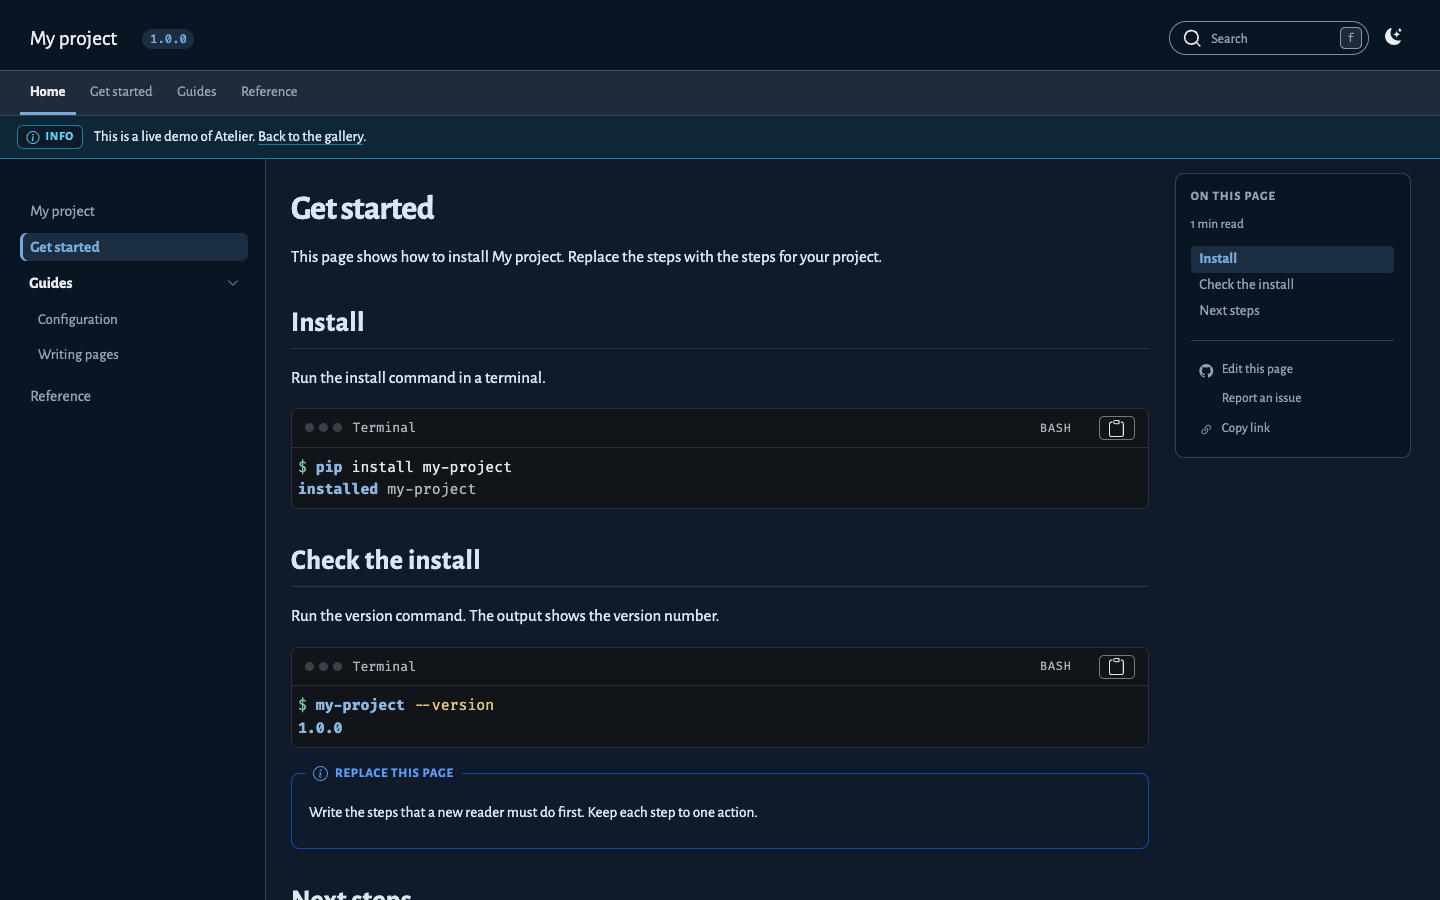 My project
1.0.0
Search
f
Home
Get started
Guides
Reference
INFO
This is a live demo of Atelier. Back to the gallery.
My project
Get started
Guides
Configuration
Writing pages
Reference
Get started
This page shows how to install My project. Replace the steps with the steps for your project.
Install
Run the install command in a terminal.
Terminal
BASH
$ pip install my-project
installed my-project
Check the install
Run the version command. The output shows the version number.
Terminal
BASH
$ my-project --version
1.0.0
REPLACE THIS PAGE
Write the steps that a new reader must do first. Keep each step to one action.
Next steps
ON THIS PAGE
1 min read
Install
Check the install
Next steps
Edit this page
Report an issue
Copy link